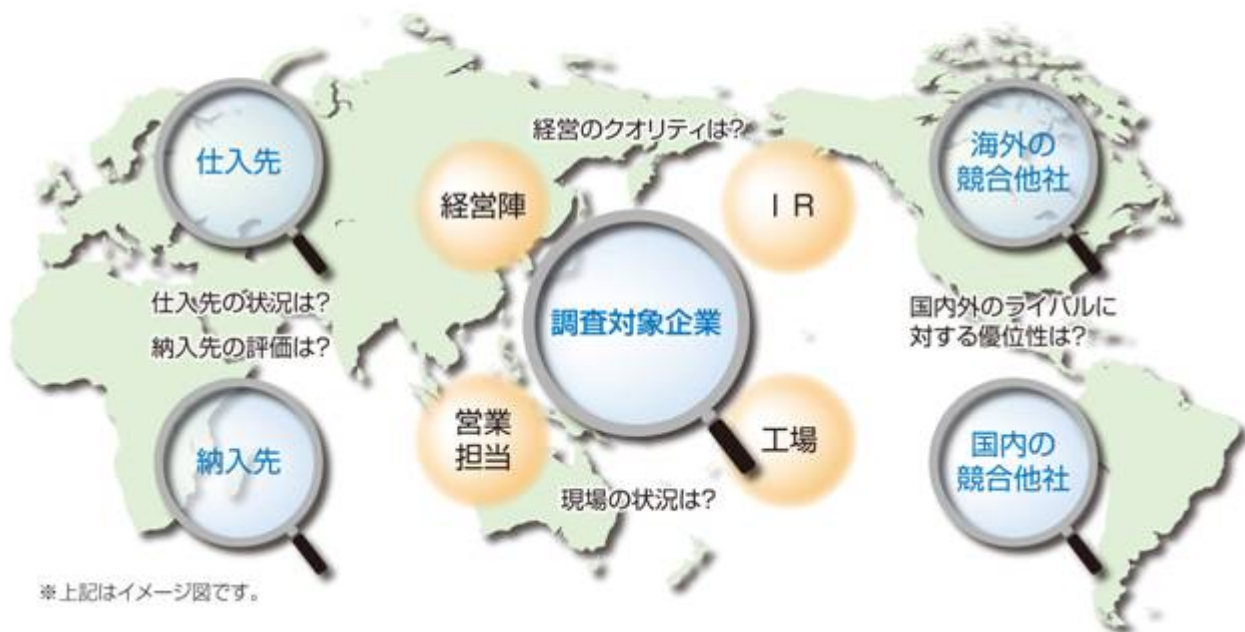 経営のクオリティは?
仕入先
経営陣
IR
海外の
競合他社
調査対象企業
仕入先の状況は?
納入先の評価は?
国内外のライバルに
対する優位性は?
納入先
営業
担当
工場
国内の
競合他社
現場の状況は?
※上記はイメージ図です。